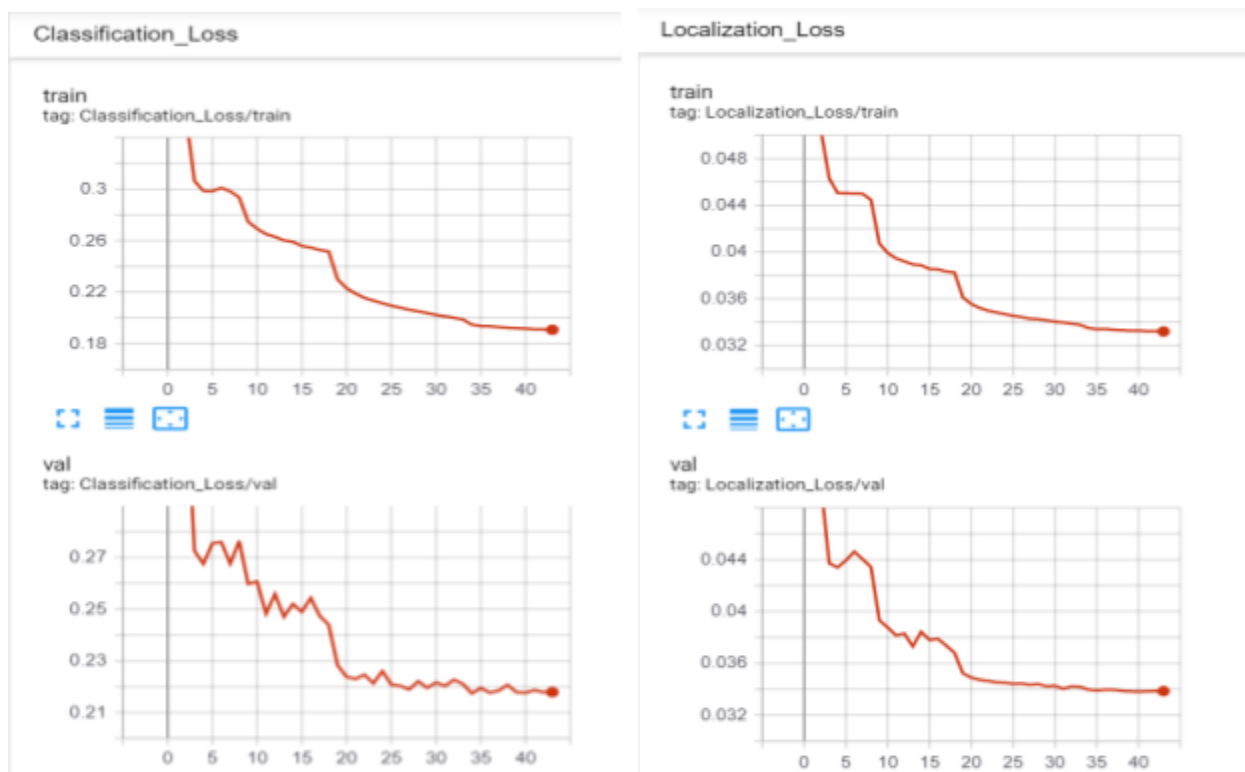 Classification_Loss
train
tag: Classification_Loss/train
0.3
0.26
0.22
0.18
0 5 10 15 20 25 30 35 40
val
tag: Classification_Loss/val
0.27
0.25
0.23
0.21
0 5 10 15 20 25 30 35 40
Localization_Loss
train
tag: Localization_Loss/train
0.048
0.044
0.04
0.036
0.032
0 5 10 15 20 25 30 35 40
val
tag: Localization_Loss/val
0.044
0.04
0.036
0.032
0 5 10 15 20 25 30 35 40